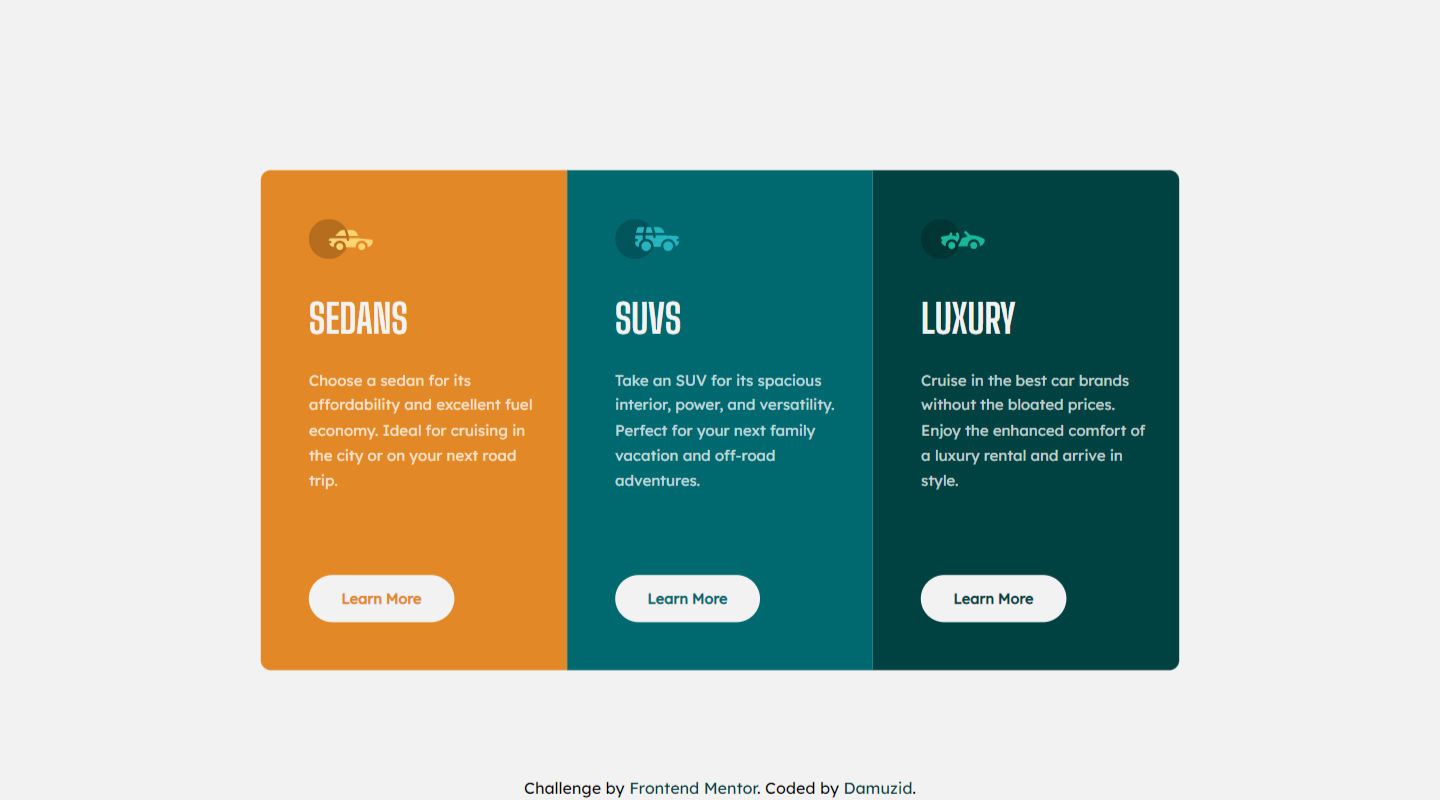 SEDANS
Choose a sedan for its
affordability and excellent fuel
economy. Ideal for cruising in
the city or on your next road
trip.
Learn More
SUVS
Take an SUV for its spacious
interior, power, and versatility.
Perfect for your next family
vacation and off-road
adventures.
Learn More
LUXURY
Cruise in the best car brands
without the bloated prices.
Enjoy the enhanced comfort of
a luxury rental and arrive in
style.
Learn More
Challenge by Frontend Mentor. Coded by Damuzid.